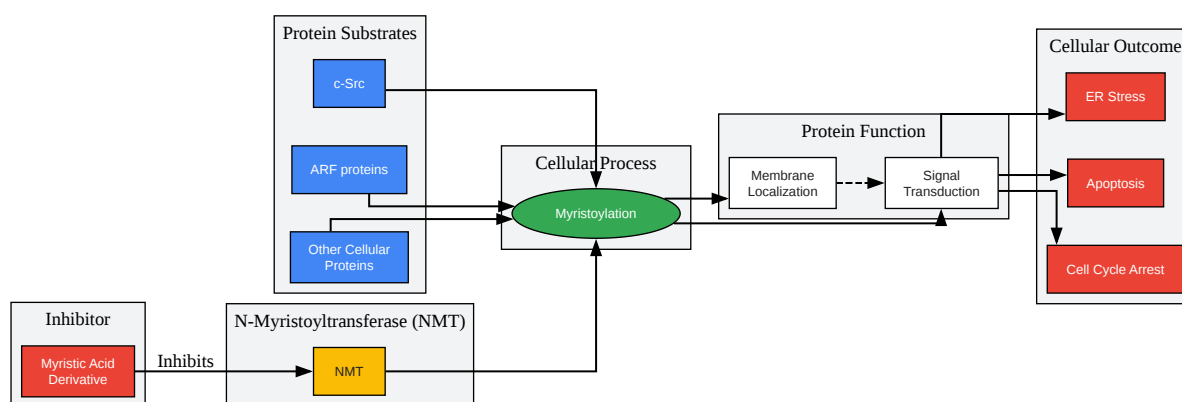 Protein Substrates
c-Src
ARF proteins
Other Cellular
Proteins
Inhibitor
Myristic Acid
Derivative
Inhibits
N-Myristoyltransferase (NMT)
NMT
Cellular Process
Myristoylation
Protein Function
Membrane
Localization
Signal
Transduction
Cellular Outcome
ER Stress
Apoptosis
Cell Cycle Arrest